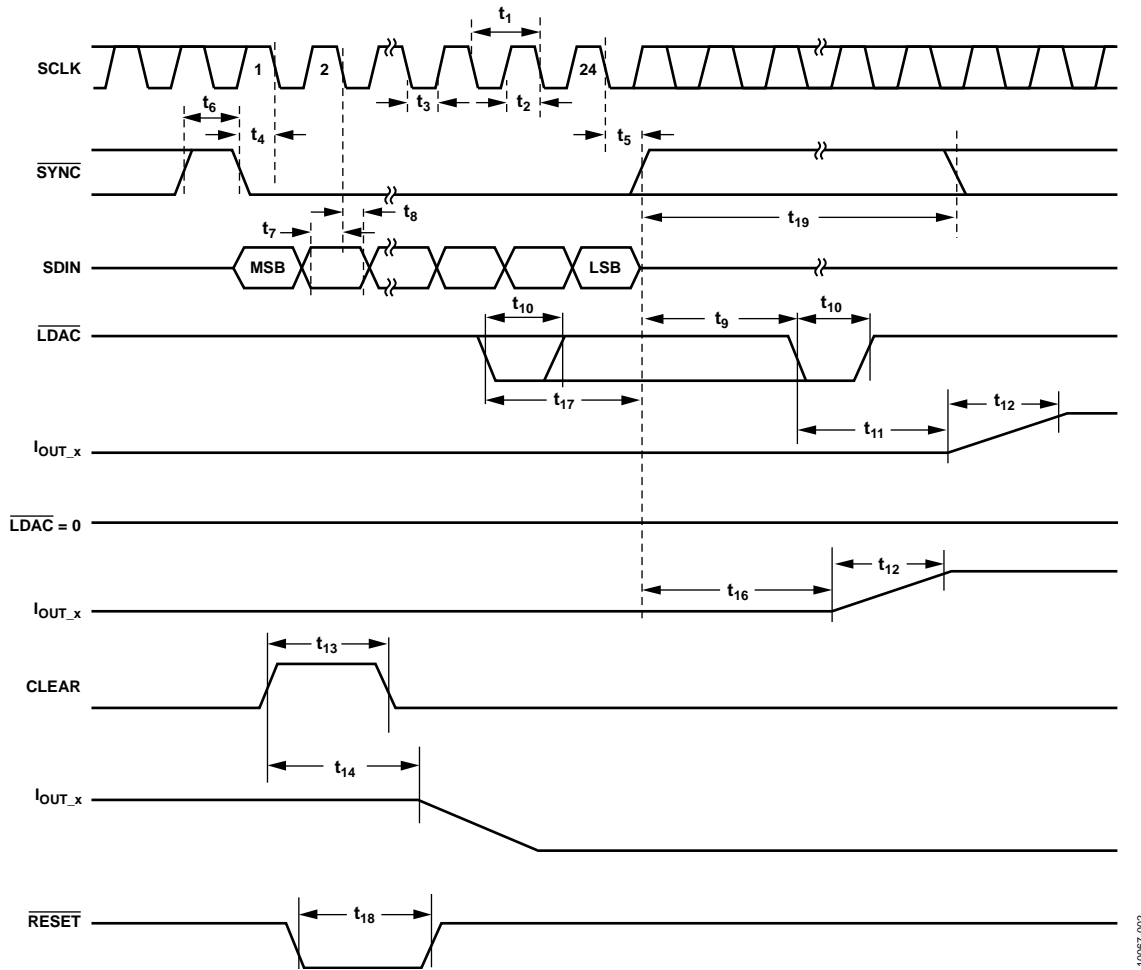 t1
SCLK
1
2
24
t6
t4
t3
t2
t5
SYNC
t7
t8
t19
SDIN
MSB
LSB
LDAC
t10
t9
t10
t17
t11
t12
IOUT_x
LDAC = 0
t16
t12
IOUT_x
t13
CLEAR
t14
IOUT_x
RESET
t18